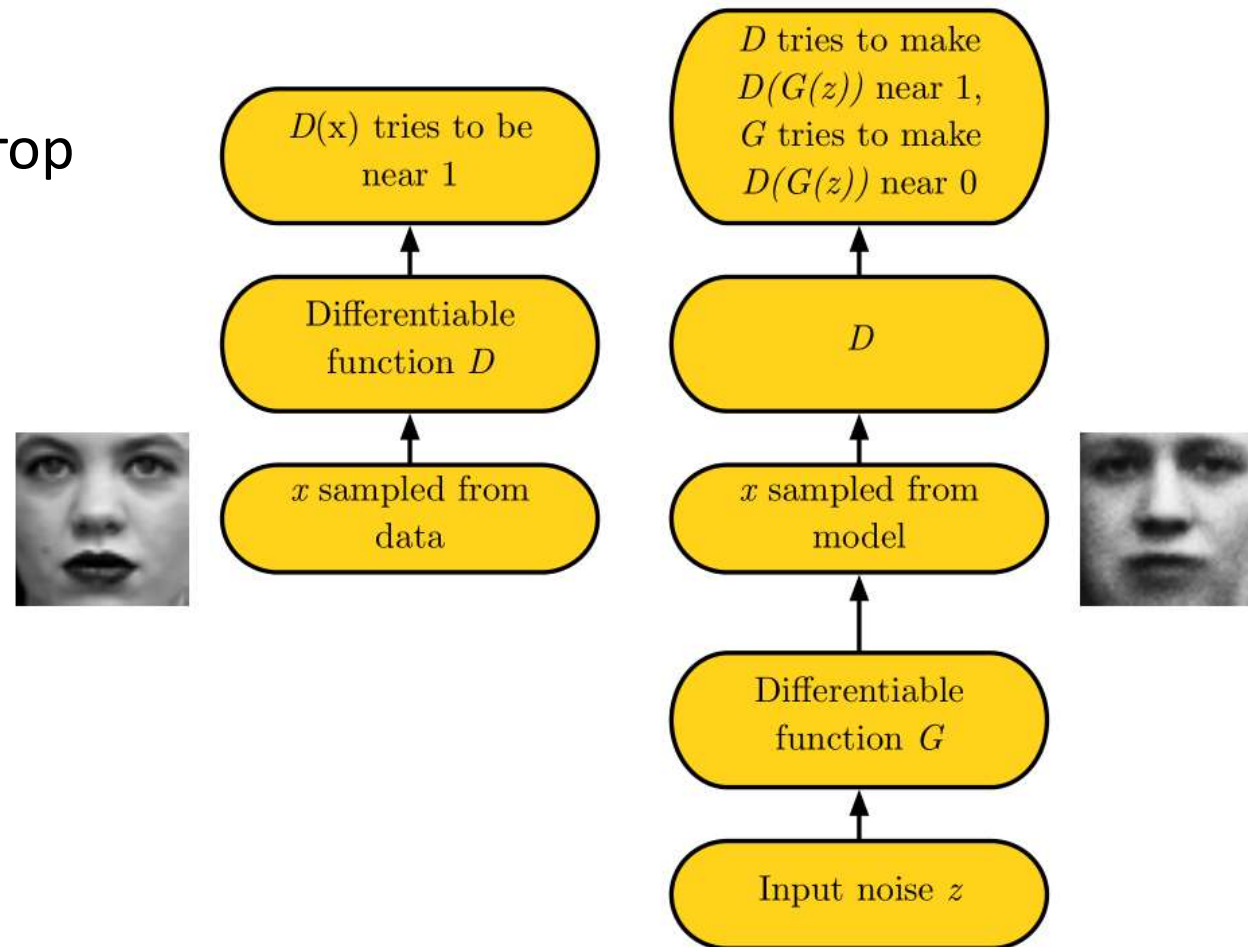 rop
D(x) tries to be
near 1
Differentiable
function D
x sampled from
data
D tries to make
D(G(z)) near 1,
G tries to make
D(G(z)) near 0
D
x sampled from
model
Differentiable
function G
Input noise z